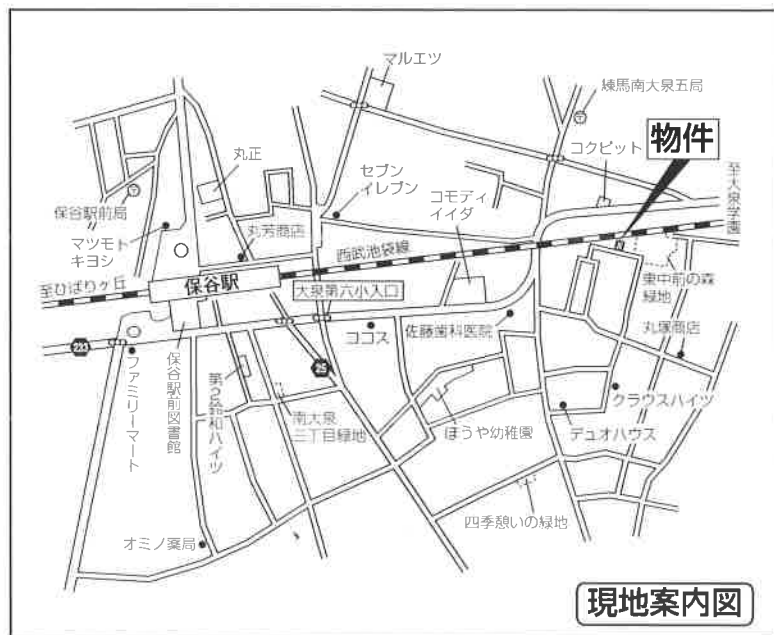 マルエツ
練馬南大泉五局
物件
コクピット
丸正
セブン
イレブン
コモディ
イイダ
至大泉学園
保谷駅前局
マツモト
キヨシ
丸芳商店
西武池袋線
至ひばりヶ丘
保谷駅
大泉第六小入口
東中前の森
緑地
丸塚商店
ココス
佐藤歯科医院
233
25
ファミリーマート
保谷駅前図書館
第2鈴和ハイツ
南大泉
三丁目緑地
ほうや幼稚園
クラウスハイツ
デュオハウス
四季憩いの緑地
オミノ薬局
現地案内図